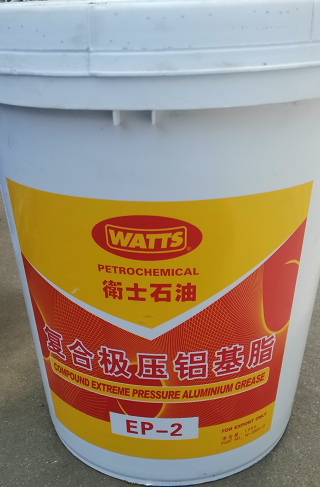 WATTS
PETROCHEMICAL
衛士石油
复合极压铝基脂
COMPOUND EXTREME PRESSURE ALUMINIUM GREASE
EP-2
FOR EXPORT ONLY